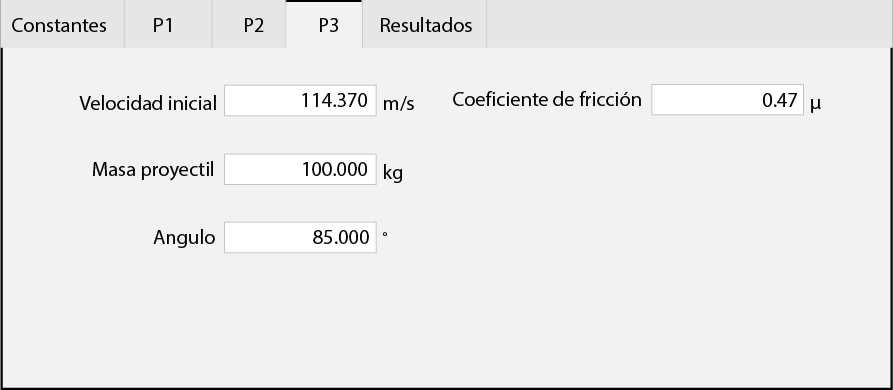 Constantes P1 P2 P3 Resultados
Velocidad inicial 114.370 m/s Coeficiente de fricción 0.47 μ
Masa proyectil 100.000 kg
Angulo 85.000 °